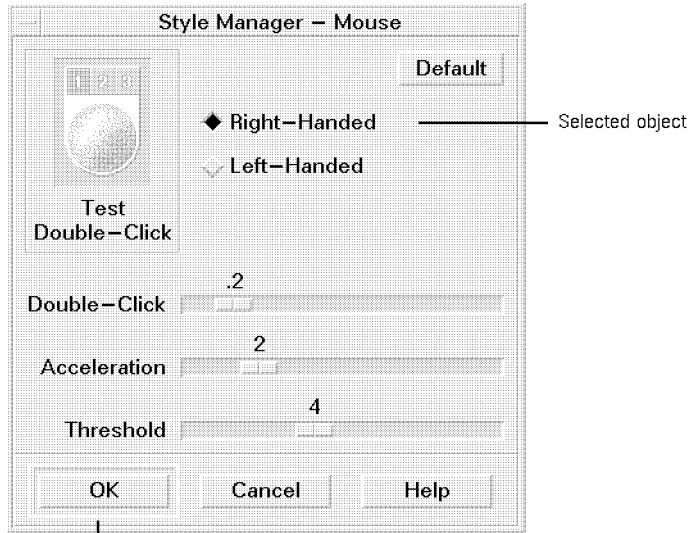 Style Manager – Mouse
Default
1 2 3
Right–Handed
Selected object
Left–Handed
Test
Double–Click
.2
Double–Click
2
Acceleration
4
Threshold
OK
Cancel
Help